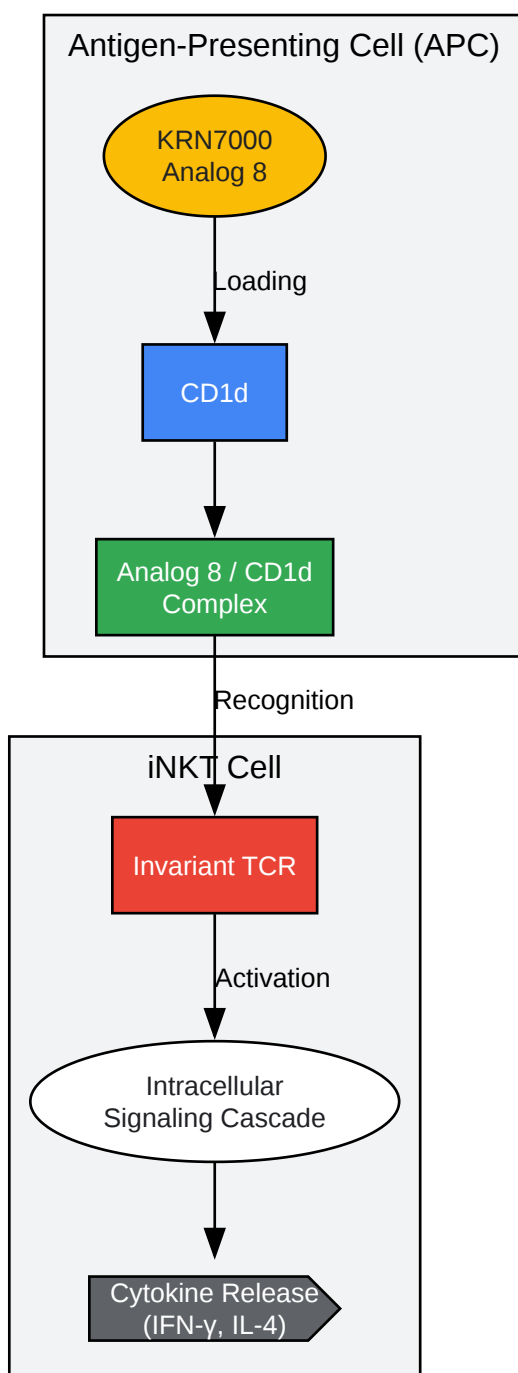 Antigen-Presenting Cell (APC)
KRN7000
Analog 8
Loading
CD1d
Analog 8 / CD1d
Complex
Recognition
iNKT Cell
Invariant TCR
Activation
Intracellular
Signaling Cascade
Cytokine Release
(IFN-γ, IL-4)